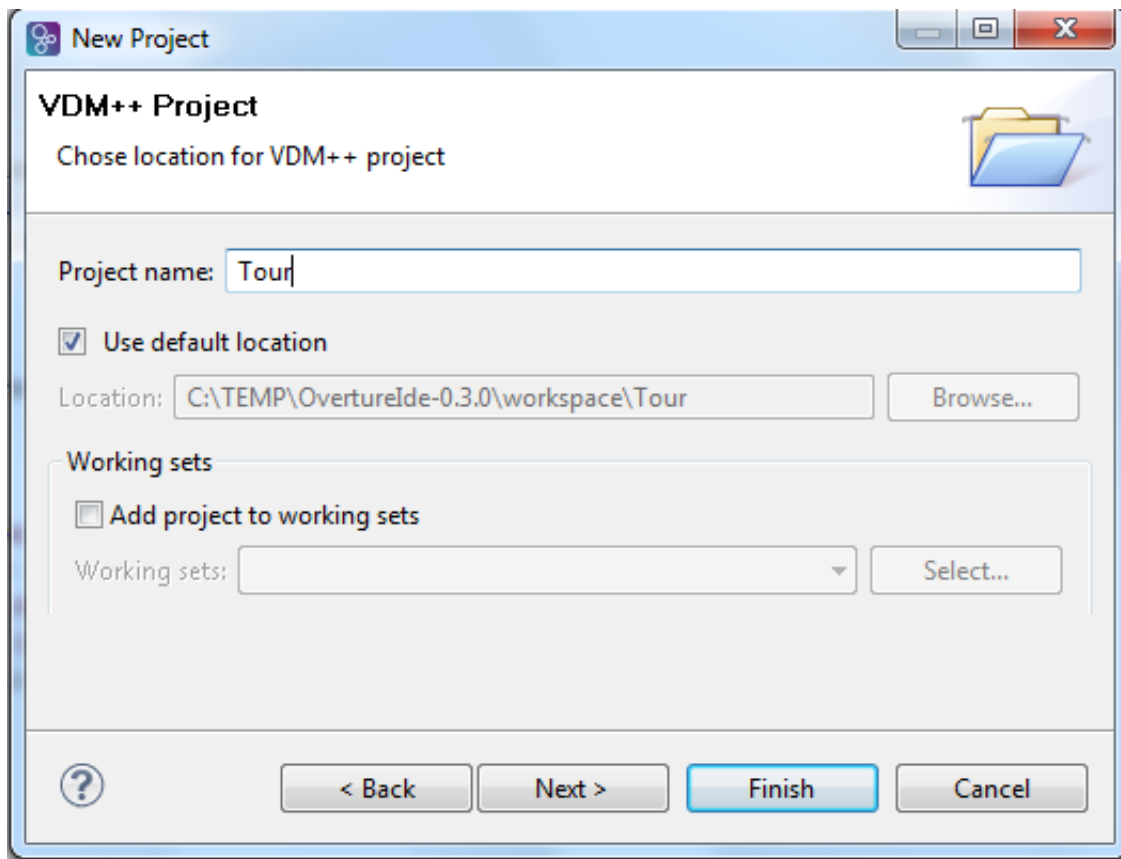 New Project
VDM++ Project
Chose location for VDM++ project
Project name: Tour
Use default location
Location: C:\TEMP\OvertureIde-0.3.0\workspace\Tour Browse...
Working sets
Add project to working sets
Working sets: Select...
? < Back Next > Finish Cancel